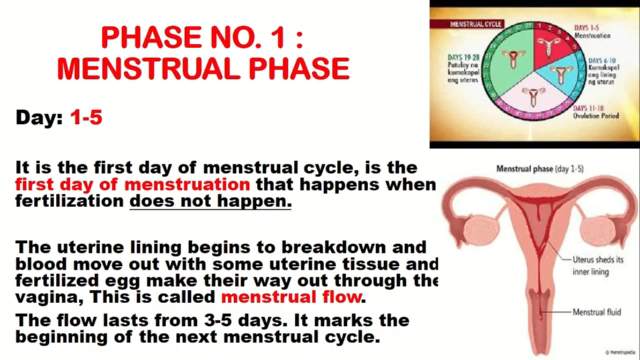 PHASE NO. 1 :
MENSTRUAL PHASE
Day: 1-5
It is the first day of menstrual cycle, is the
first day of menstruation that happens when
fertilization does not happen.
The uterine lining begins to breakdown and
blood move out with some uterine tissue and
fertilized egg make their way out through the
vagina, This is called menstrual flow.
The flow lasts from 3-5 days. It marks the
beginning of the next menstrual cycle.
MENSTRUAL CYCLE
DAYS 1-5
Menstruation
DAYS 19-28
Patuloy na
kumakapal
ang uterus
DAYS 6-10
Kumakapal
ang lining
ng uterus
DAYS 11-18
Ovulation Period
Menstrual phase (day 1-5)
Uterus sheds its
inner lining
Menstrual fluid
© Menstrupedia